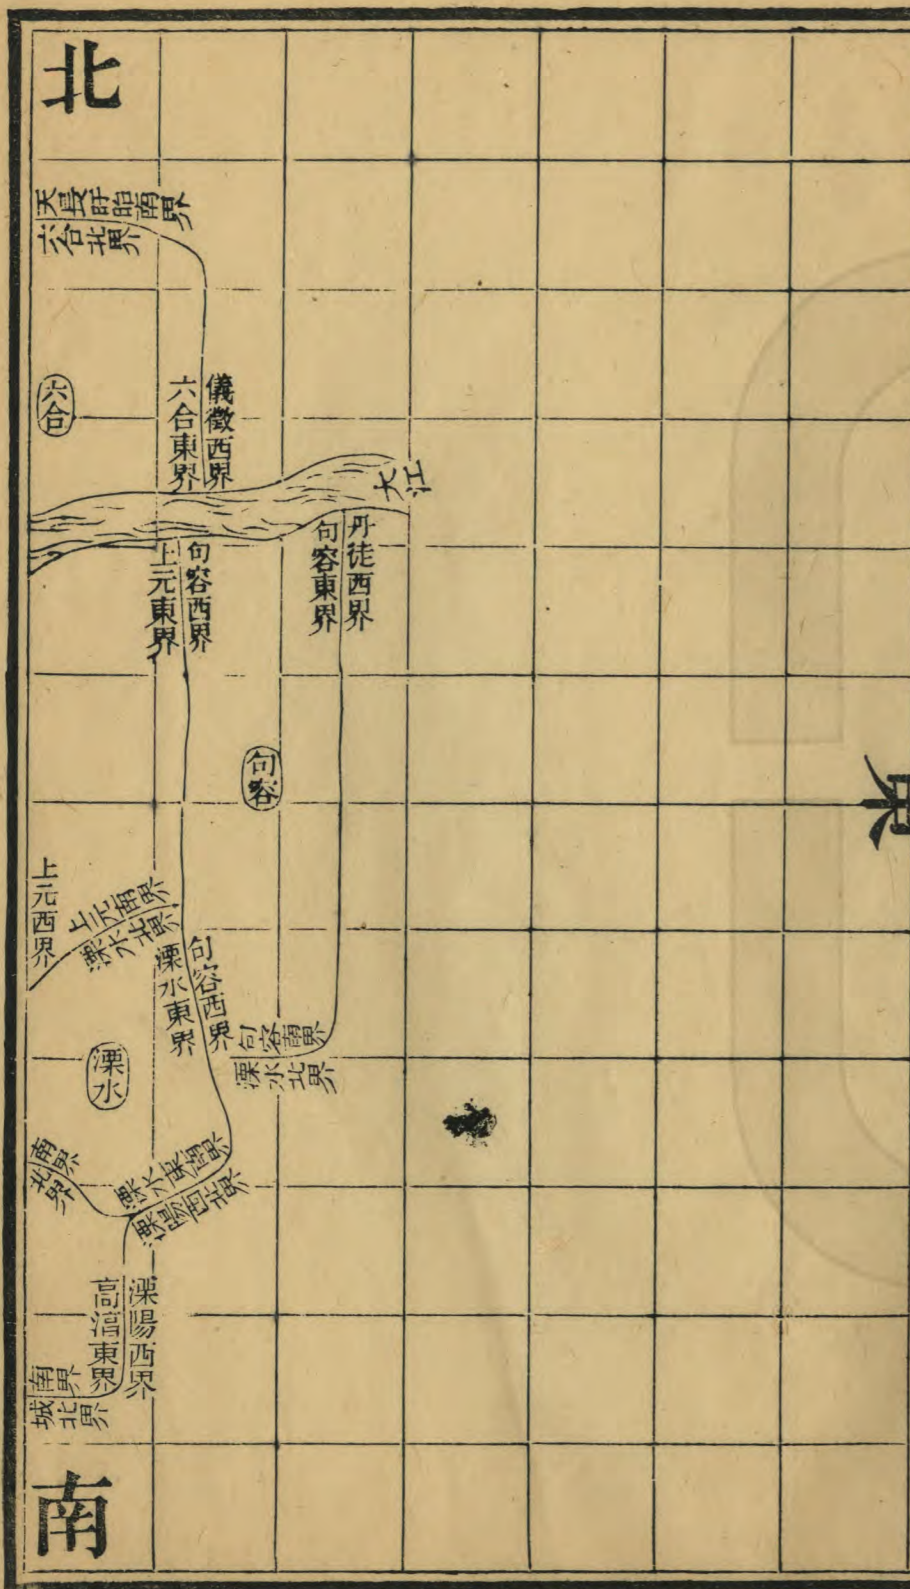 北
天長盱眙南界
六合北界
六合
儀徵西界
六合東界
大江
句容西界
上元東界
丹徒西界
句容東界
句容
東
上元西界
上元南界
溧水北界
句容西界
溧水東界
句容南界
溧水北界
溧水
南界
北界
溧水東南界
溧陽西北界
溧陽西界
高淳東界
南界
城北界
南